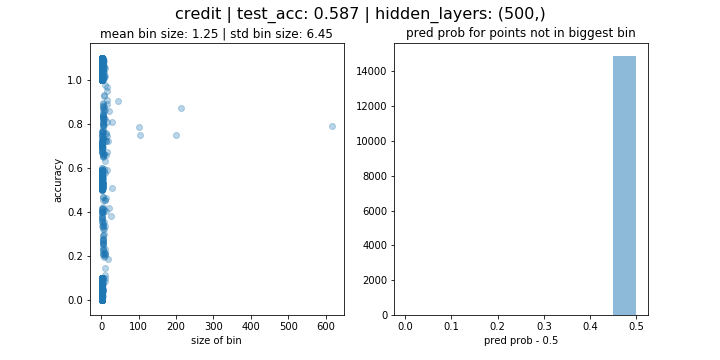 credit | test_acc: 0.587 | hidden_layers: (500,)
mean bin size: 1.25 | std bin size: 6.45
accuracy
1.0
0.8
0.6
0.4
0.2
0.0
0 100 200 300 400 500 600
size of bin
pred prob for points not in biggest bin
14000
12000
10000
8000
6000
4000
2000
0
0.0 0.1 0.2 0.3 0.4 0.5
pred prob - 0.5